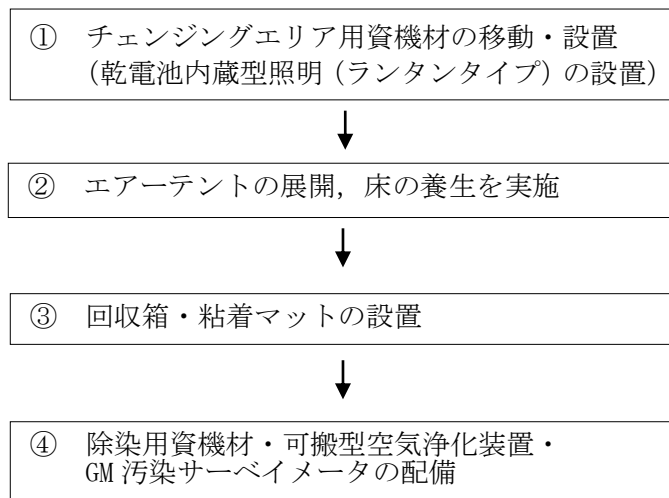 ① チェンジングエリア用資機材の移動・設置
（乾電池内蔵型照明（ランタンタイプ）の設置）
② エアーテントの展開，床の養生を実施
③ 回収箱・粘着マットの設置
④ 除染用資機材・可搬型空気浄化装置・
GM 汚染サーベイメータの配備